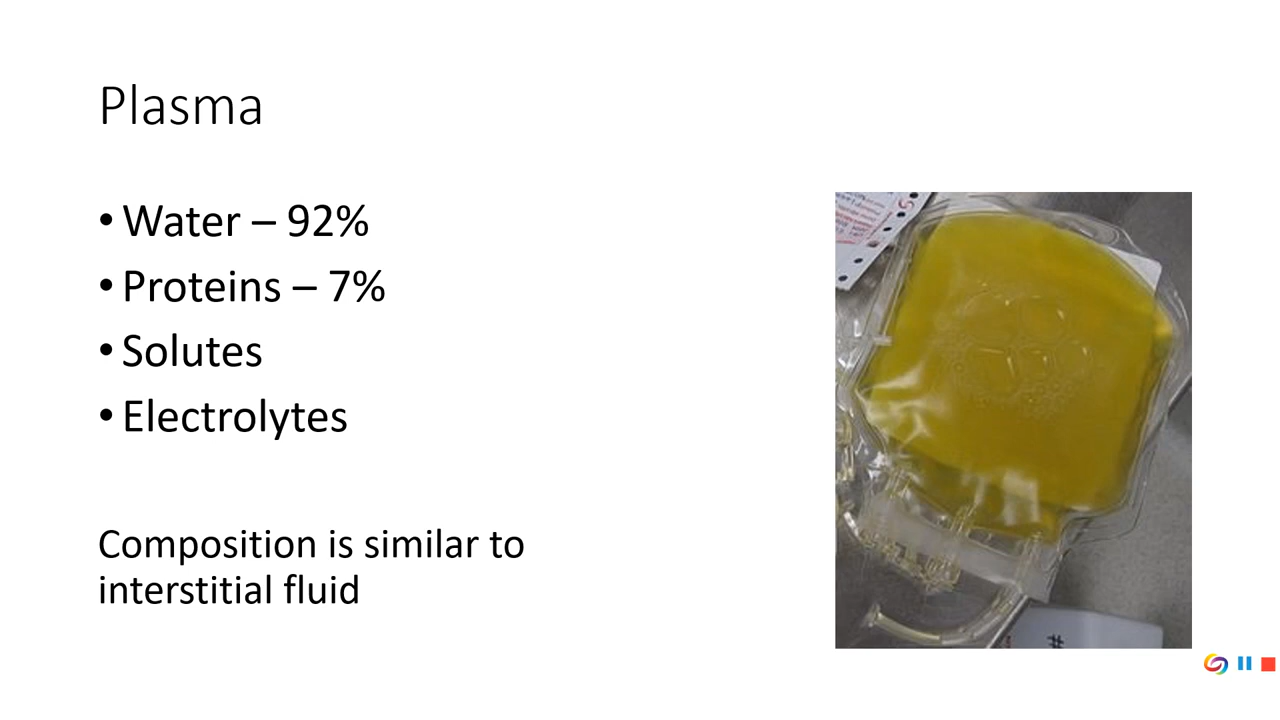 Plasma
• Water – 92%
• Proteins – 7%
• Solutes
• Electrolytes
Composition is similar to
interstitial fluid